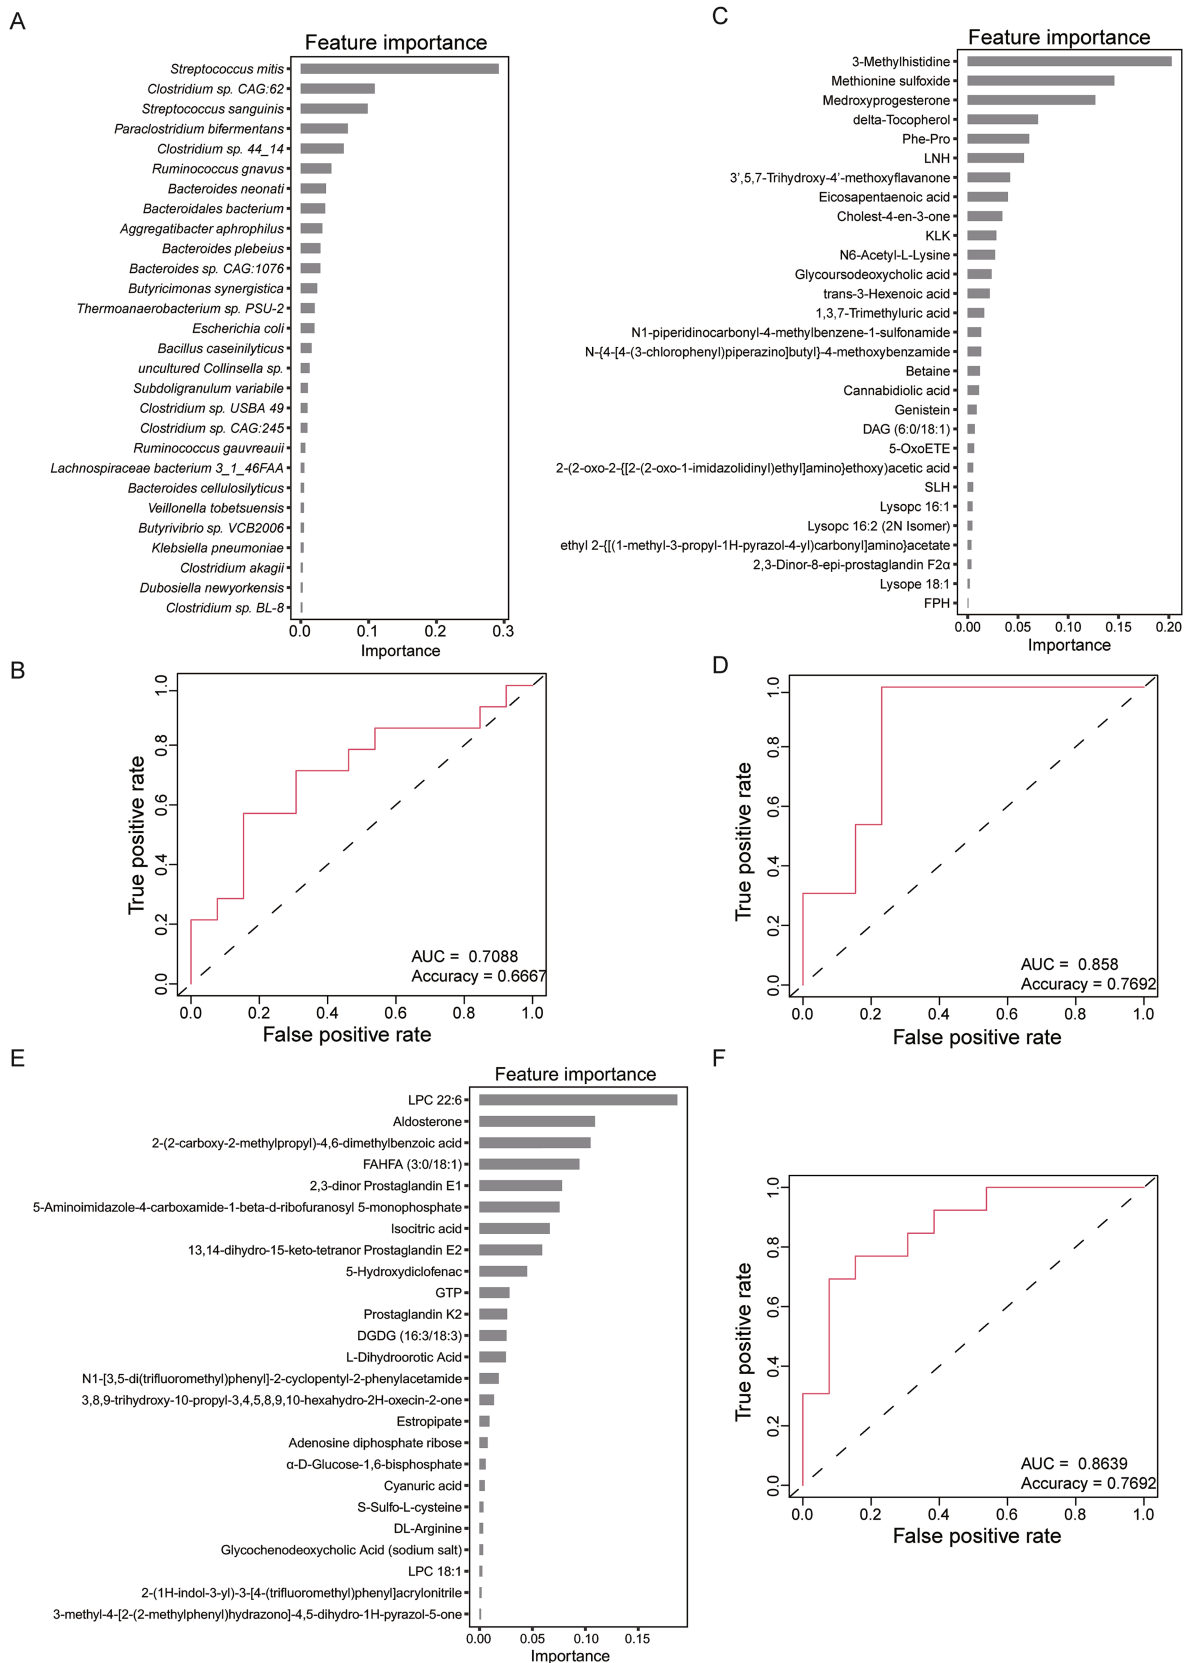 A
Feature importance
Streptococcus mitis
Clostridium sp. CAG:62
Streptococcus sanguinis
Paraclostridium bifermentans
Clostridium sp. 44_14
Ruminococcus gnavus
Bacteroides neonati
Bacteroidales bacterium
Aggregatibacter aphrophilus
Bacteroides plebeius
Bacteroides sp. CAG:1076
Butyricimonas synergistica
Thermoanaerobacterium sp. PSU-2
Escherichia coli
Bacillus caseinilyticus
uncultured Collinsella sp.
Subdoligranulum variabile
Clostridium sp. USBA 49
Clostridium sp. CAG:245
Ruminococcus gauvreauii
Lachnospiraceae bacterium 3_1_46FAA
Bacteroides cellulosilyticus
Veillonella tobetsuensis
Butyrivibrio sp. VCB2006
Klebsiella pneumoniae
Clostridium akagii
Dubosiella newyorkensis
Clostridium sp. BL-8
0.0 0.1 0.2 0.3
Importance
C
Feature importance
3-Methylhistidine
Methionine sulfoxide
Medroxyprogesterone
delta-Tocopherol
Phe-Pro
LNH
3',5,7-Trihydroxy-4'-methoxyflavanone
Eicosapentaenoic acid
Cholest-4-en-3-one
KLK
N6-Acetyl-L-Lysine
Glycoursodeoxycholic acid
trans-3-Hexenoic acid
1,3,7-Trimethyluric acid
N1-piperidinocarbonyl-4-methylbenzene-1-sulfonamide
N-{4-[4-(3-chlorophenyl)piperazino]butyl}-4-methoxybenzamide
Betaine
Cannabidiolic acid
Genistein
DAG (6:0/18:1)
5-OxoETE
2-(2-oxo-2-{[2-(2-oxo-1-imidazolidinyl)ethyl]amino}ethoxy)acetic acid
SLH
Lysopc 16:1
Lysopc 16:2 (2N Isomer)
ethyl 2-{[(1-methyl-3-propyl-1H-pyrazol-4-yl)carbonyl]amino}acetate
2,3-Dinor-8-epi-prostaglandin F2α
Lysope 18:1
FPH
0.00 0.05 0.10 0.15 0.20
Importance
B
True positive rate
1.0
0.8
0.6
0.4
0.2
0.0
AUC = 0.7088
Accuracy = 0.6667
0.0 0.2 0.4 0.6 0.8 1.0
False positive rate
D
True positive rate
1.0
0.8
0.6
0.4
0.2
0.0
AUC = 0.858
Accuracy = 0.7692
0.0 0.2 0.4 0.6 0.8 1.0
False positive rate
E
Feature importance
LPC 22:6
Aldosterone
2-(2-carboxy-2-methylpropyl)-4,6-dimethylbenzoic acid
FAHFA (3:0/18:1)
2,3-dinor Prostaglandin E1
5-Aminoimidazole-4-carboxamide-1-beta-d-ribofuranosyl 5-monophosphate
Isocitric acid
13,14-dihydro-15-keto-tetranor Prostaglandin E2
5-Hydroxydiclofenac
GTP
Prostaglandin K2
DGDG (16:3/18:3)
L-Dihydroorotic Acid
N1-[3,5-di(trifluoromethyl)phenyl]-2-cyclopentyl-2-phenylacetamide
3,8,9-trihydroxy-10-propyl-3,4,5,8,9,10-hexahydro-2H-oxecin-2-one
Estropipate
Adenosine diphosphate ribose
α-D-Glucose-1,6-bisphosphate
Cyanuric acid
S-Sulfo-L-cysteine
DL-Arginine
Glycochenodeoxycholic Acid (sodium salt)
LPC 18:1
2-(1H-indol-3-yl)-3-[4-(trifluoromethyl)phenyl]acrylonitrile
3-methyl-4-[2-(2-methylphenyl)hydrazono]-4,5-dihydro-1H-pyrazol-5-one
0.00 0.05 0.10 0.15
Importance
F
True positive rate
1.0
0.8
0.6
0.4
0.2
0.0
AUC = 0.8639
Accuracy = 0.7692
0.0 0.2 0.4 0.6 0.8 1.0
False positive rate